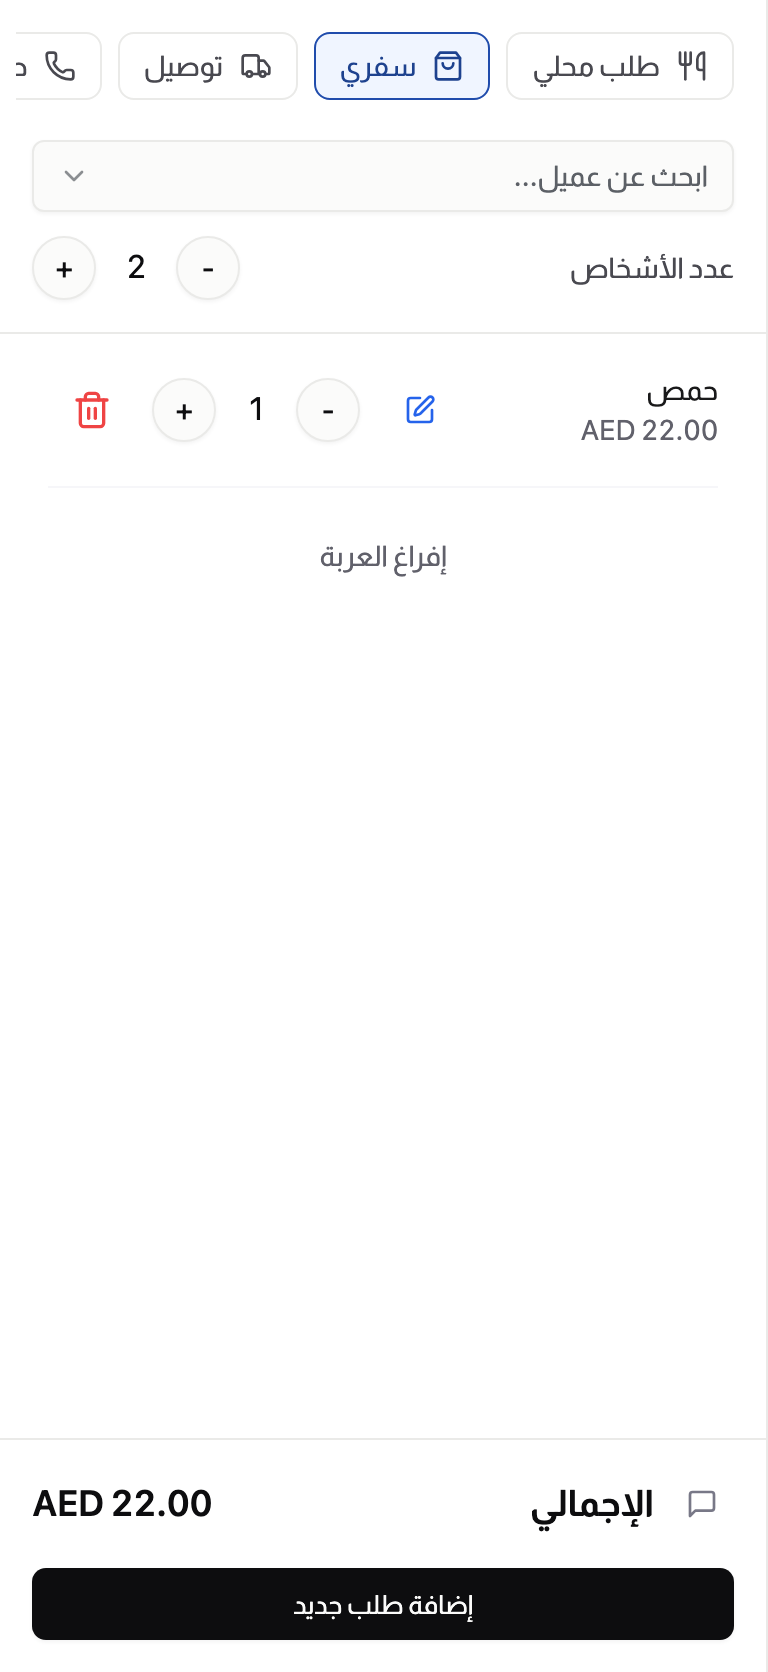 طلب محلي
سفري
توصيل
ابحث عن عميل...
عدد الأشخاص
- 2 +
حمص
AED 22.00
- 1 +
إفراغ العربة
الإجمالي
AED 22.00
إضافة طلب جديد